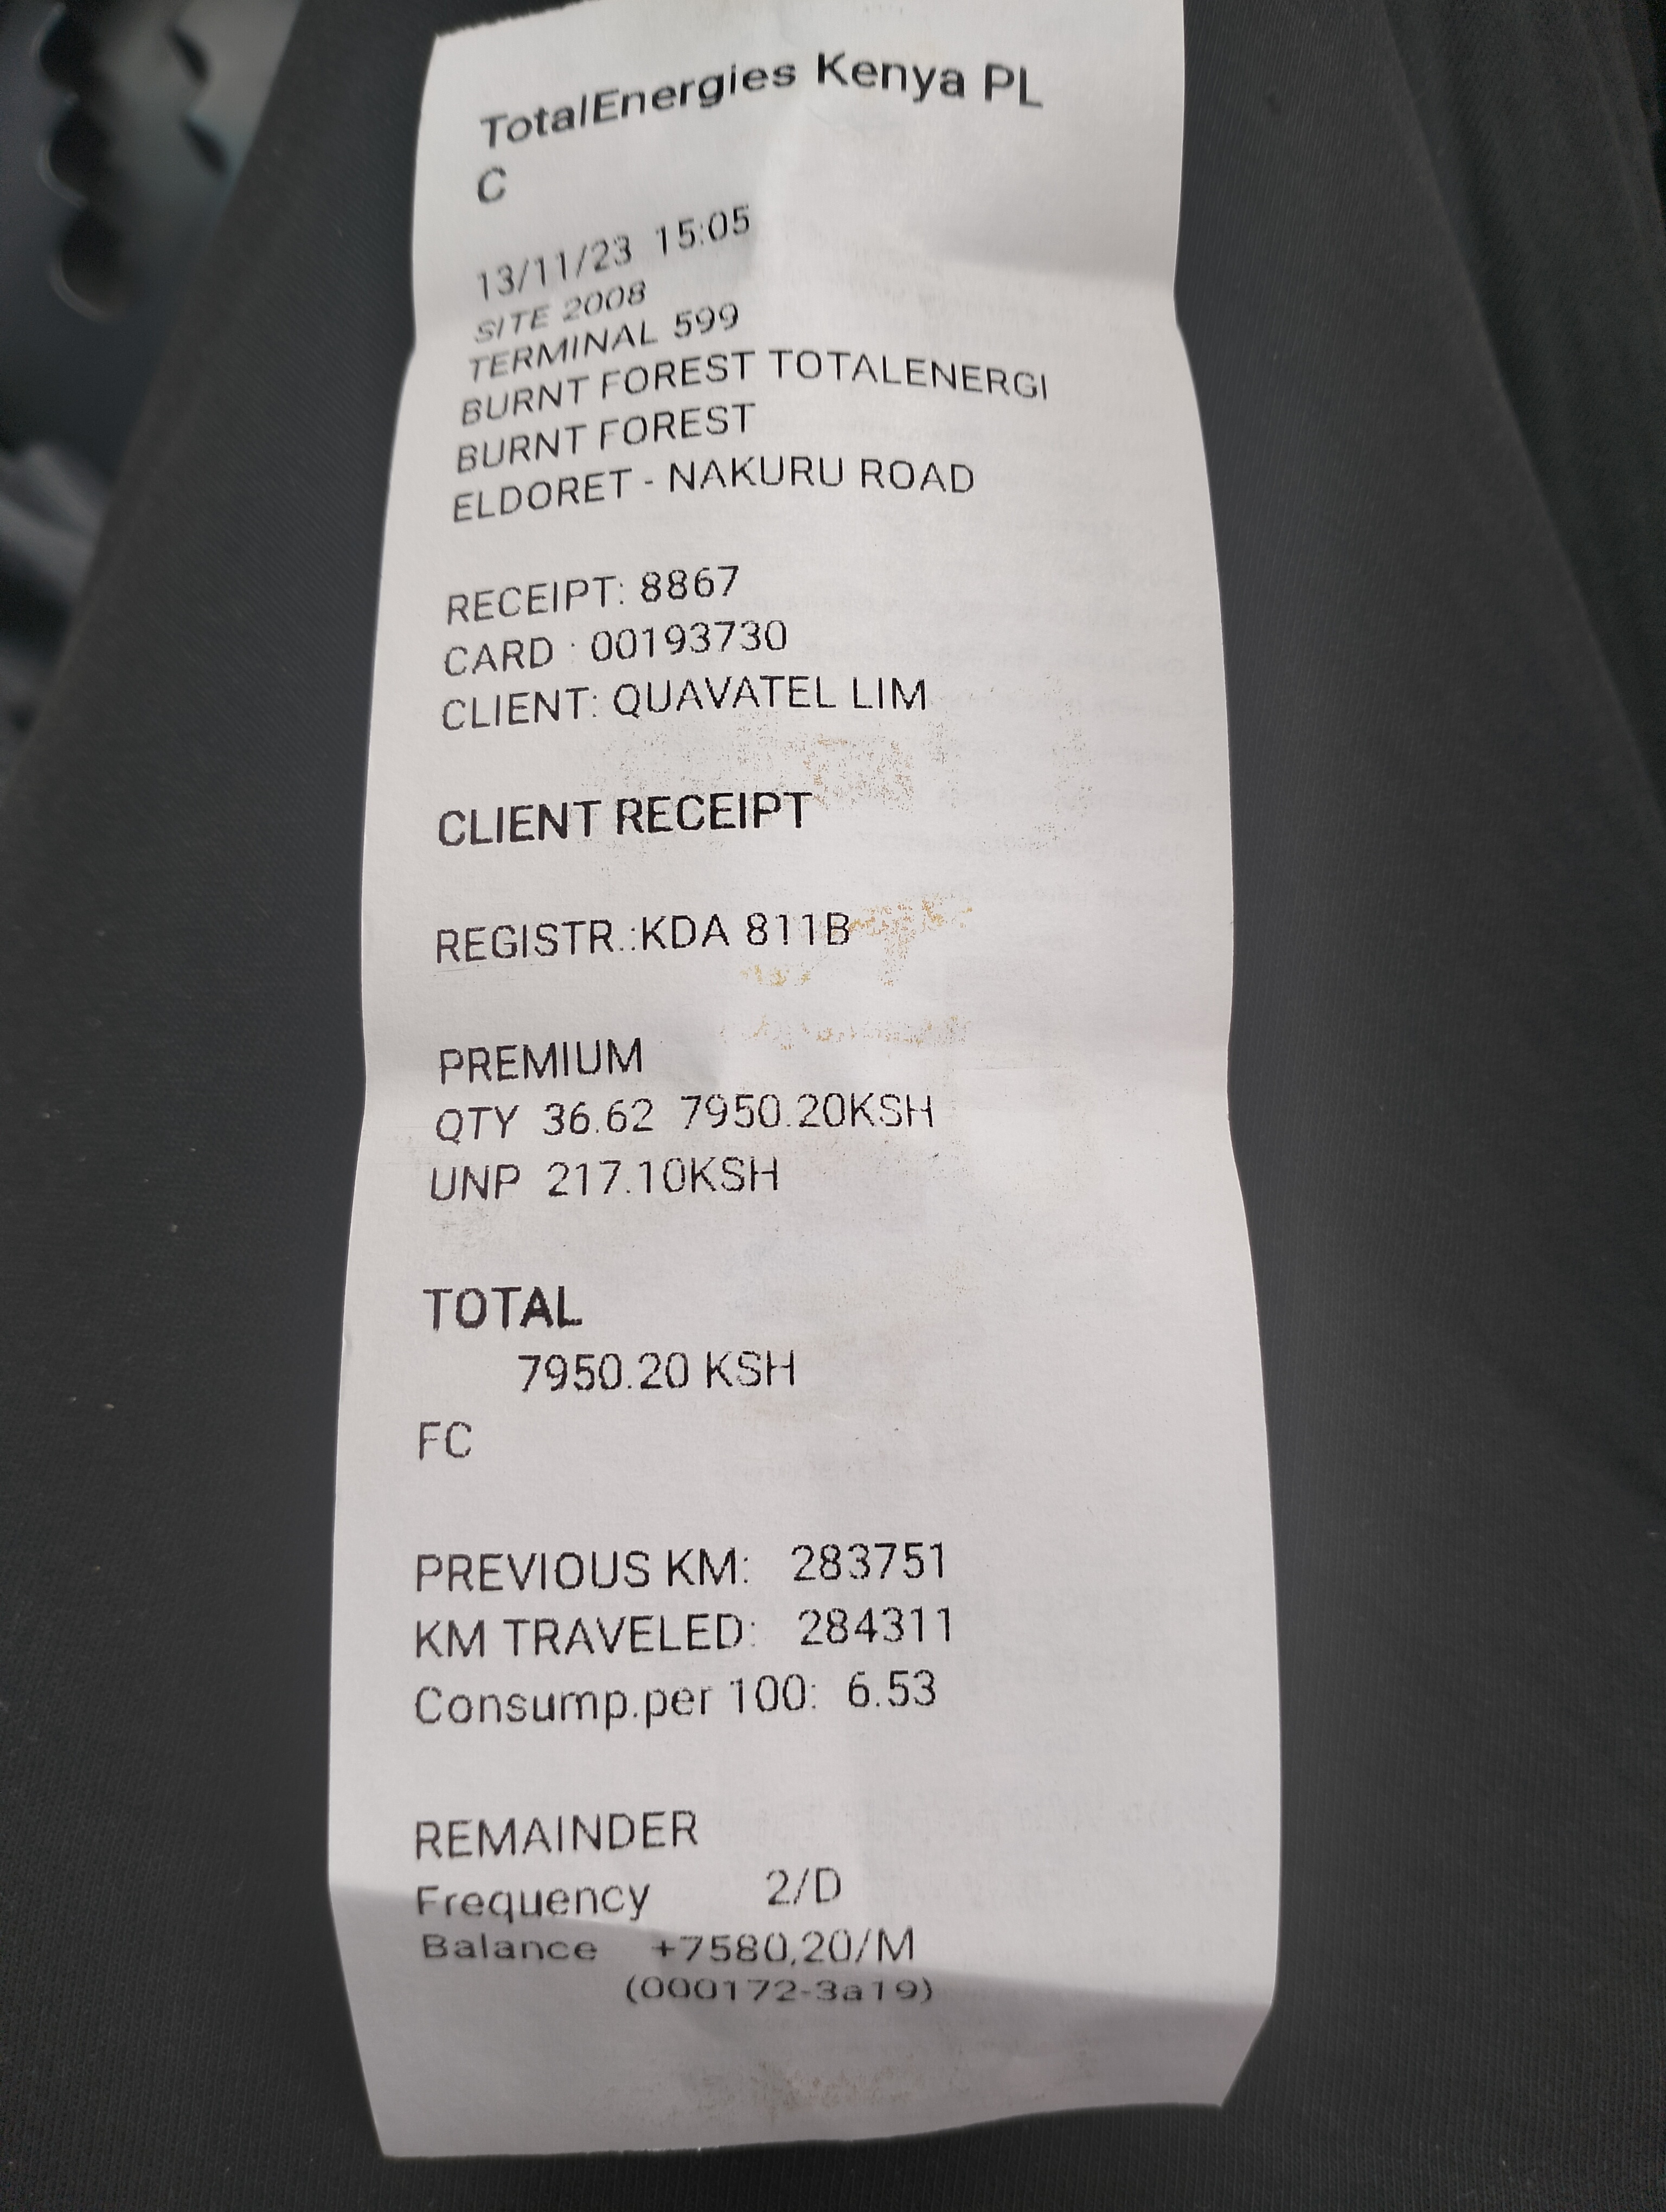 TotalEnergies Kenya PL
C
13/11/23 15:05
SITE 2008
TERMINAL 599
BURNT FOREST TOTALENERGI
BURNT FOREST
ELDORET - NAKURU ROAD
RECEIPT: 8867
CARD : 00193730
CLIENT: QUAVATEL LIM
CLIENT RECEIPT
REGISTR.:KDA 811B
PREMIUM
QTY 36.62 7950.20KSH
UNP 217.10KSH
TOTAL
7950.20 KSH
FC
PREVIOUS KM: 283751
KM TRAVELED: 284311
Consump.per 100: 6.53
REMAINDER
Frequency 2/D
Balance +7580,20/M
(000172-3a19)